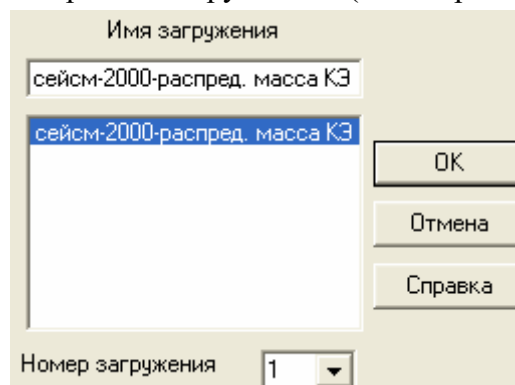 Имя загружения
сейсм-2000-распред. масса КЭ
сейсм-2000-распред. масса КЭ
OK
Отмена
Справка
Номер загружения 1